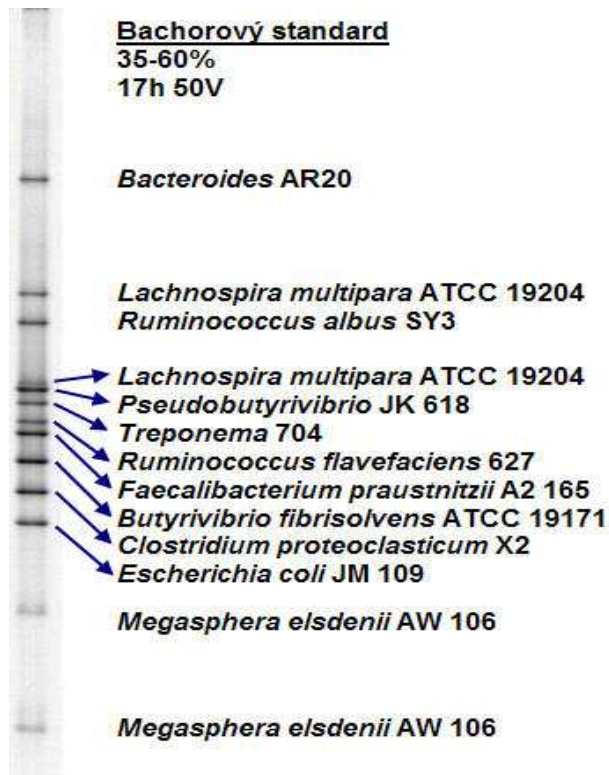 Bachorový standard
35-60%
17h 50V
Bacteroides AR20
Lachnospira multipara ATCC 19204
Ruminococcus albus SY3
Lachnospira multipara ATCC 19204
Pseudobutyrivibrio JK 618
Treponema 704
Ruminococcus flavefaciens 627
Faecalibacterium praustnitzii A2 165
Butyrivibrio fibrisolvens ATCC 19171
Clostridium proteoclasticum X2
Escherichia coli JM 109
Megasphera elsdenii AW 106
Megasphera elsdenii AW 106